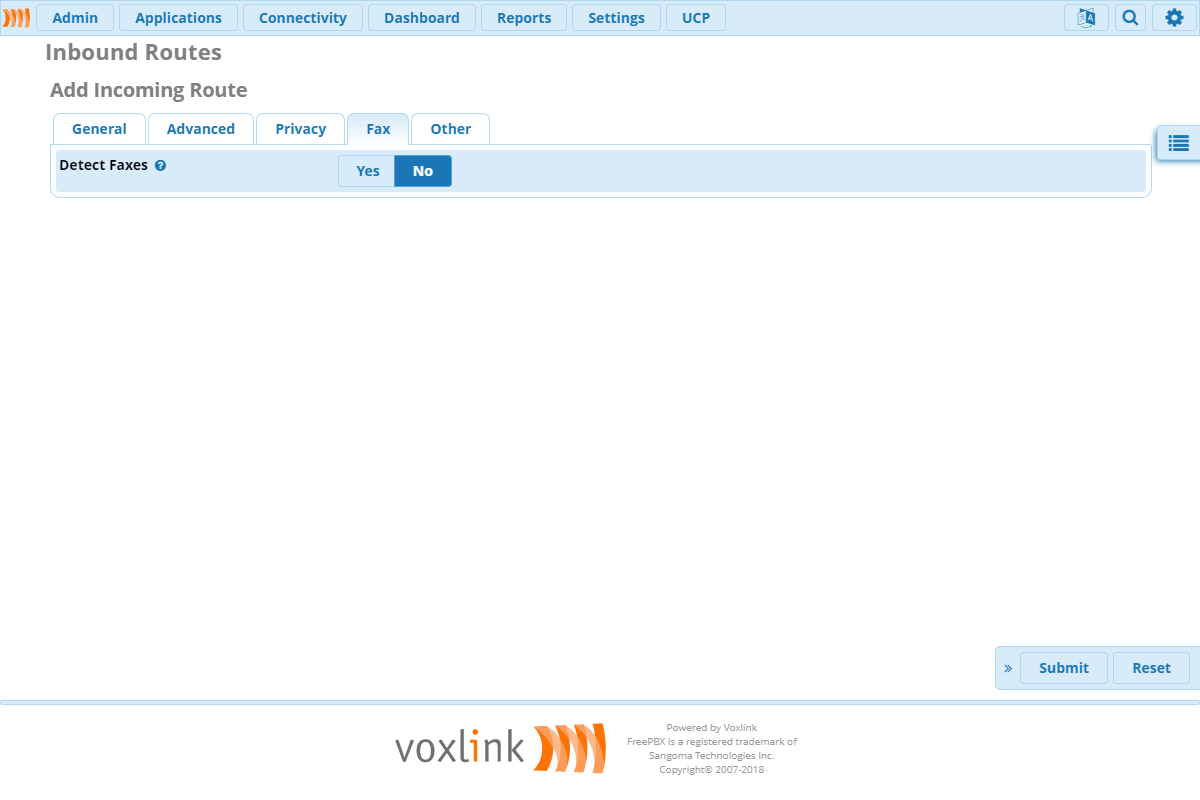 Admin Applications Connectivity Dashboard Reports Settings UCP
Inbound Routes
Add Incoming Route
General Advanced Privacy Fax Other
Detect Faxes Yes No
» Submit Reset
voxlink
Powered by Voxlink
FreePBX is a registered trademark of
Sangoma Technologies Inc.
Copyright© 2007-2018